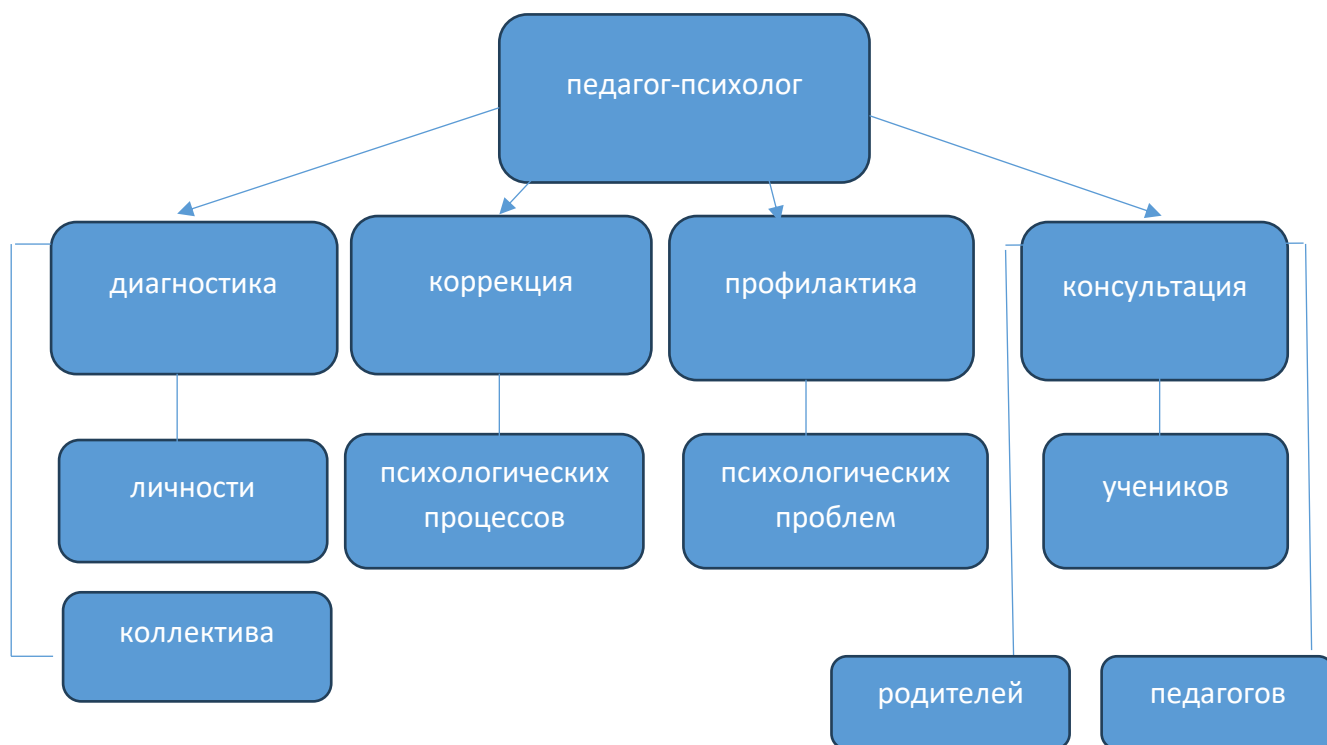 педагог-психолог
диагностика
коррекция
профилактика
консультация
личности
психологических
процессов
психологических
проблем
учеников
коллектива
родителей
педагогов